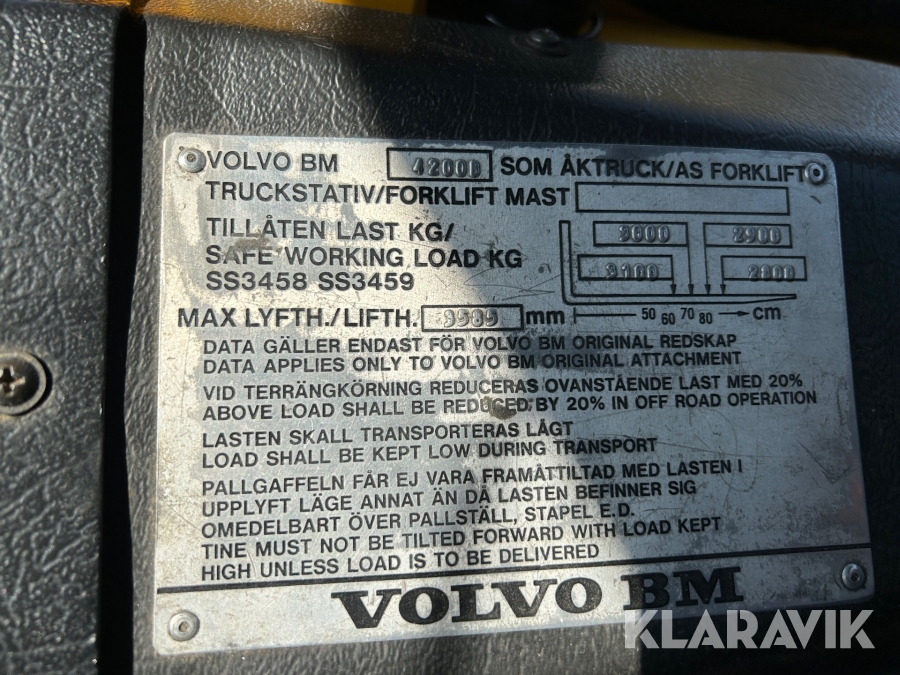 VOLVO BM 4200B SOM ÅKTRUCK/AS FORKLIFT
TRUCKSTATIV/FORKLIFT MAST
TILLÅTEN LAST KG/
SAFE WORKING LOAD KG
SS3458 SS3459
3000 2900
3100 2800
MAX LYFTH./LIFTH. mm 50 60 70 80 cm
DATA GÄLLER ENDAST FÖR VOLVO BM ORIGINAL REDSKAP
DATA APPLIES ONLY TO VOLVO BM ORIGINAL ATTACHMENT
VID TERRÄNGKÖRNING REDUCERAS OVANSTÅENDE LAST MED 20%
ABOVE LOAD SHALL BE REDUCED BY 20% IN OFF ROAD OPERATION
LASTEN SKALL TRANSPORTERAS LÅGT
LOAD SHALL BE KEPT LOW DURING TRANSPORT
PALLGAFFELN FÅR EJ VARA FRAMÅTTILTAD MED LASTEN I
UPPLYFT LÄGE ANNAT ÄN DÅ LASTEN BEFINNER SIG
OMEDELBART ÖVER PALLSTÄLL, STAPEL E.D.
TINE MUST NOT BE TILTED FORWARD WITH LOAD KEPT
HIGH UNLESS LOAD IS TO BE DELIVERED
VOLVO BM
KLARAVIK